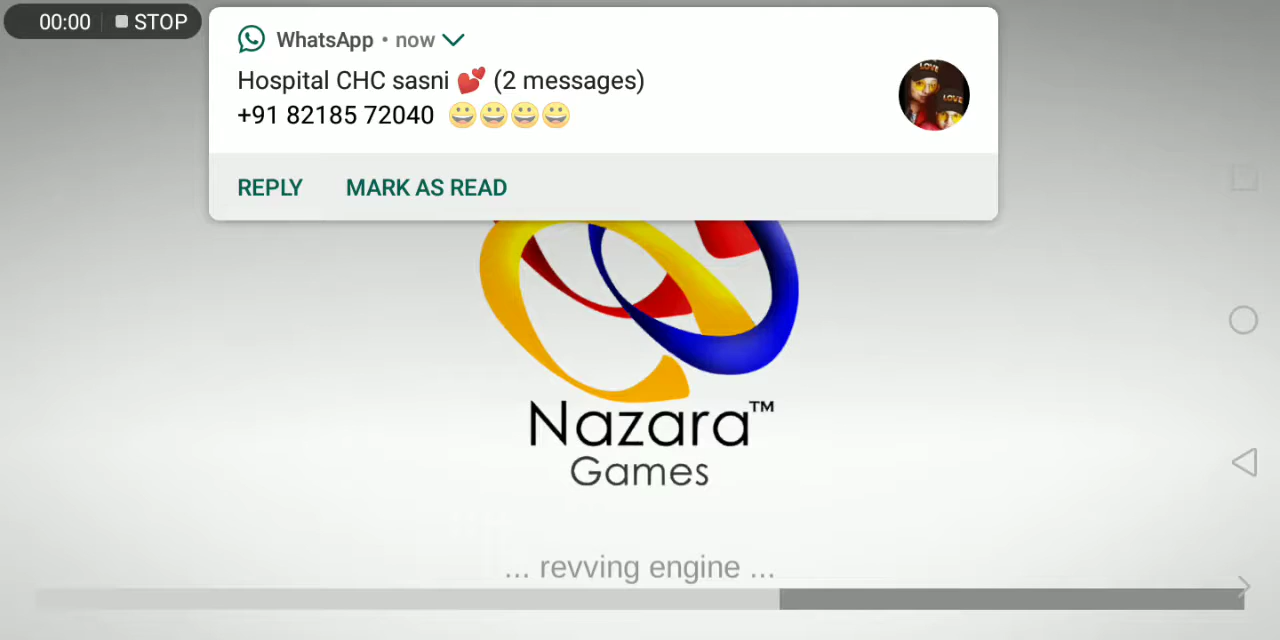 00:00 STOP
WhatsApp • now
Hospital CHC sasni 💕 (2 messages)
+91 82185 72040 😀😀😀😀
REPLY MARK AS READ
Nazara™
Games
... revving engine ...